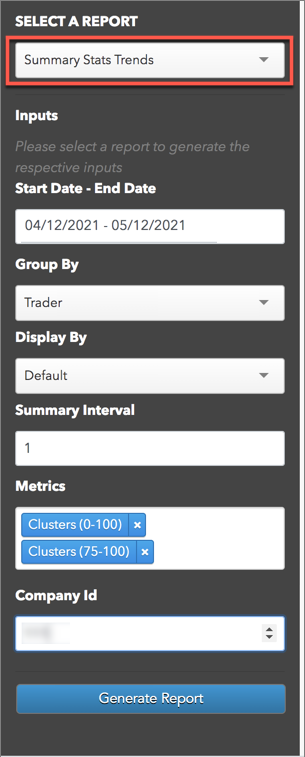 SELECT A REPORT
Summary Stats Trends
Inputs
Please select a report to generate the
respective inputs
Start Date - End Date
04/12/2021 - 05/12/2021
Group By
Trader
Display By
Default
Summary Interval
1
Metrics
Clusters (0-100) ×
Clusters (75-100) ×
Company Id
Generate Report